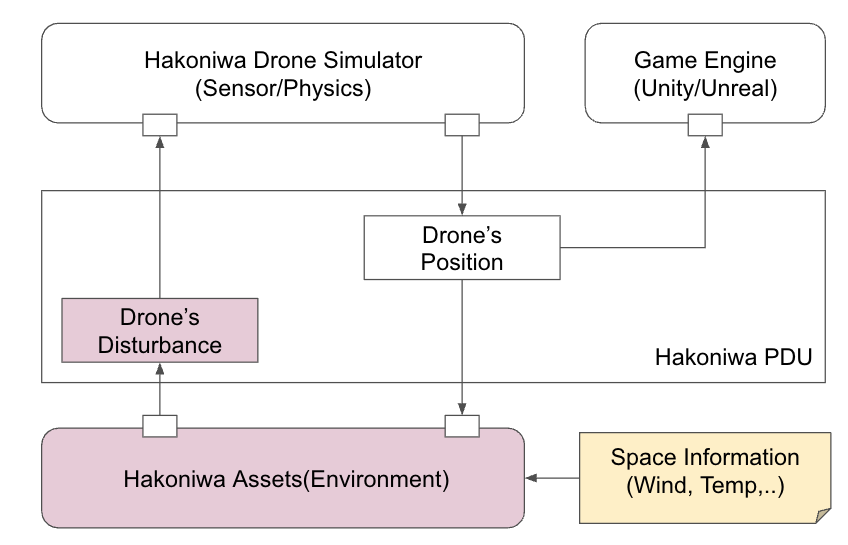 Hakoniwa Drone Simulator
(Sensor/Physics)
Game Engine
(Unity/Unreal)
Drone’s
Position
Drone’s
Disturbance
Hakoniwa PDU
Hakoniwa Assets(Environment)
Space Information
(Wind, Temp,..)